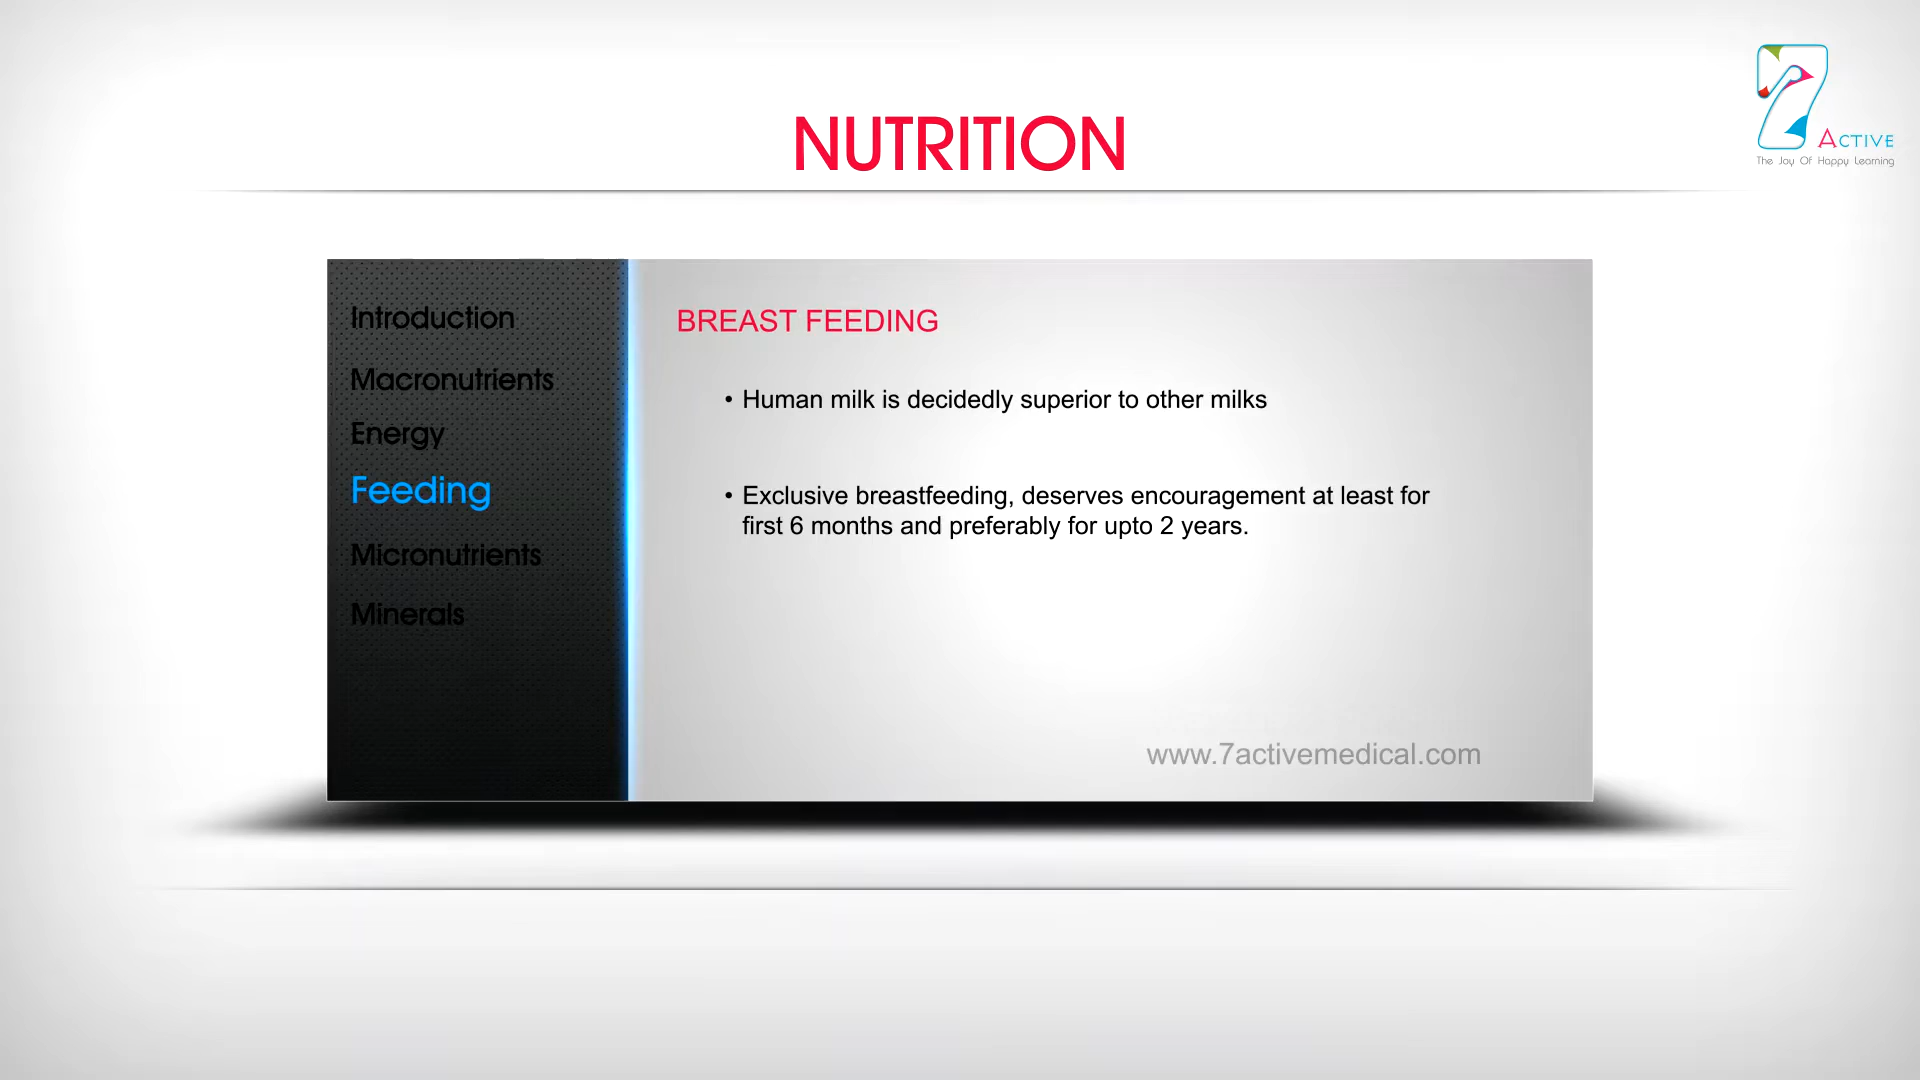 NUTRITION
ACTIVE
The Joy Of Happy Learning
Introduction
Macronutrients
Energy
Feeding
Micronutrients
Minerals
BREAST FEEDING
• Human milk is decidedly superior to other milks
• Exclusive breastfeeding, deserves encouragement at least for
first 6 months and preferably for upto 2 years.
www.7activemedical.com